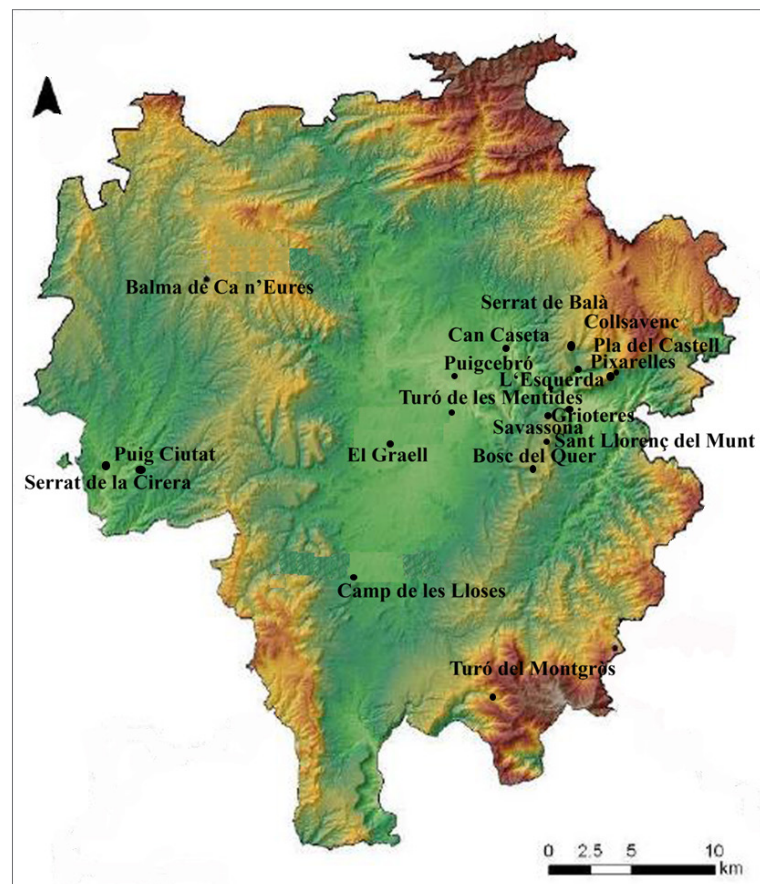 Balma de Ca n'Eures
Serrat de Balà
Collsavenc
Can Caseta
Pla del Castell
Puigcebró
Pixarelles
L'Esquerda
Turó de les Mentides
Grioteres
Savassona
Sant Llorenç del Munt
El Graell
Bosc del Quer
Puig Ciutat
Serrat de la Cirera
Camp de les Lloses
Turó del Montgròs
0 2.5 5 10
km